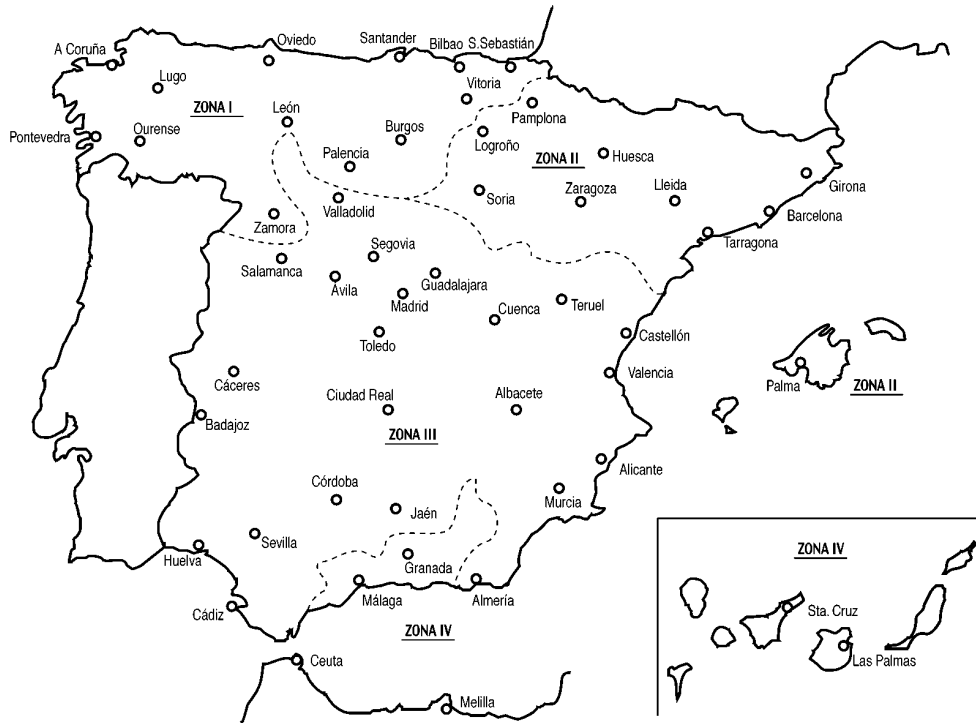 Oviedo
Santander
Bilbao
S.Sebastián
A Coruña
Lugo
Vitoria
ZONA I
León
Pamplona
Pontevedra
Ourense
Burgos
Logroño
ZONA II
Huesca
Palencia
Girona
Valladolid
Soria
Zaragoza
Lleida
Zamora
Barcelona
Tarragona
Segovia
Salamanca
Ávila
Guadalajara
Madrid
Cuenca
Teruel
Toledo
Castellón
Cáceres
Valencia
Palma
ZONA II
Ciudad Real
Albacete
Badajoz
ZONA III
Alicante
Córdoba
Murcia
Jaén
Sevilla
Huelva
Granada
ZONA IV
Cádiz
Málaga
Almería
Sta. Cruz
ZONA IV
Ceuta
Las Palmas
Melilla